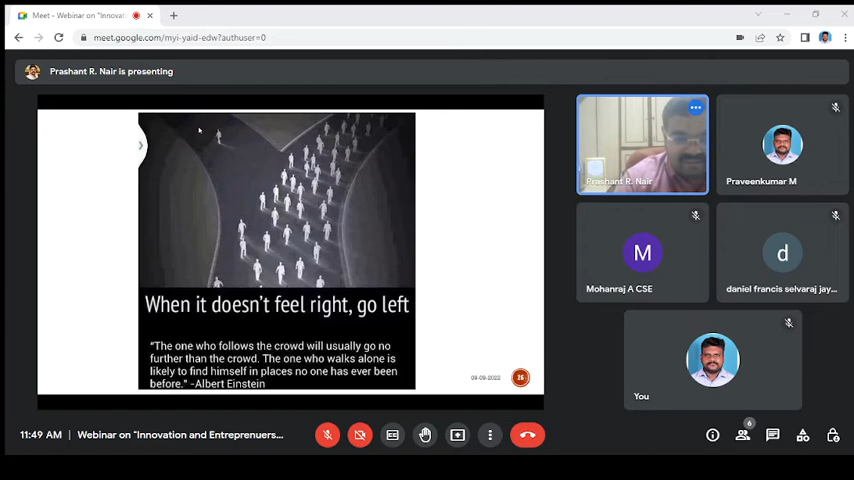 Meet - Webinar on "Innovat
meet.google.com/myi-yaid-edw?authuser=0
Prashant R. Nair is presenting
When it doesn't feel right, go left
“The one who follows the crowd will usually go no
further than the crowd. The one who walks alone is
likely to find himself in places no one has ever been
before.” -Albert Einstein
09-09-2022
26
Prashant R. Nair
Praveenkumar M
M
Mohanraj A CSE
d
daniel francis selvaraj jay...
You
11:49 AM | Webinar on "Innovation and Entreprenuers...
6